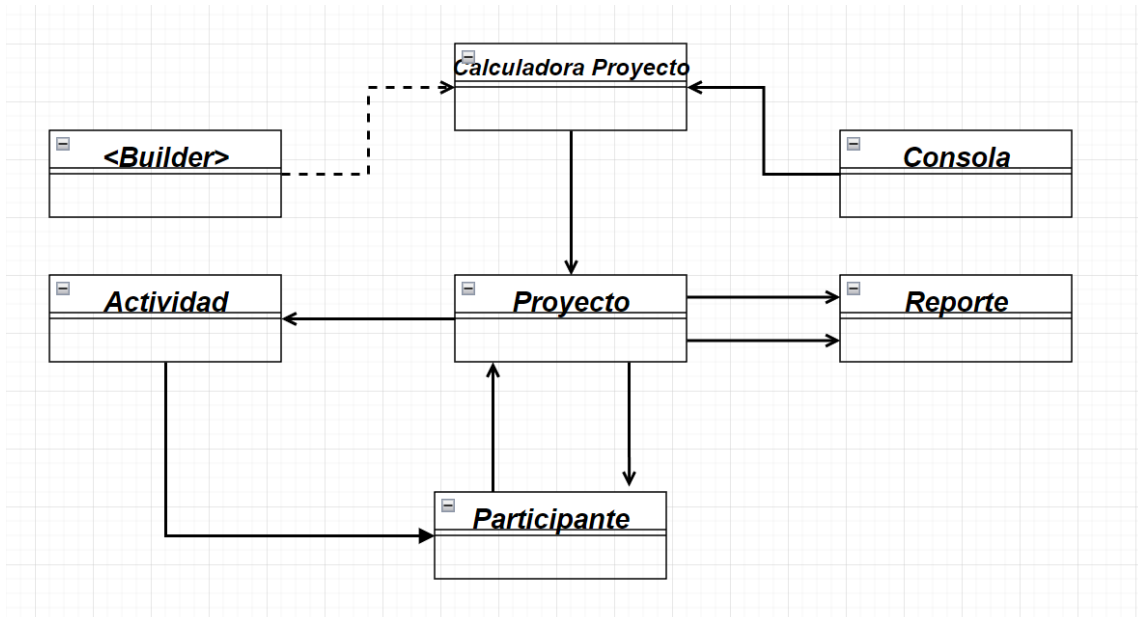 Calculadora Proyecto
<Builder>
Consola
Actividad
Proyecto
Reporte
Participante